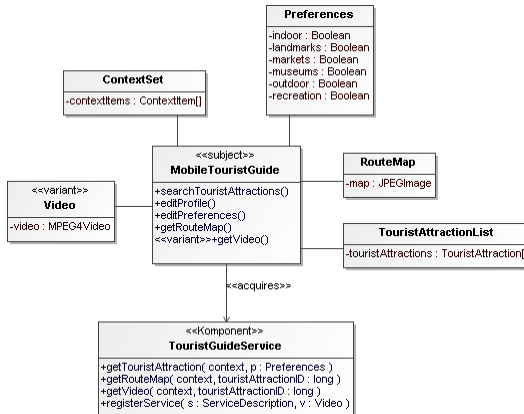 Preferences
-indoor : Boolean
-landmarks : Boolean
-markets : Boolean
-museums : Boolean
-outdoor : Boolean
-recreation : Boolean
ContextSet
-contextItems : ContextItem[]
<<subject>>
MobileTouristGuide
+searchTouristAttractions()
+editProfile()
+editPreferences()
+getRouteMap()
<<variant>>+getVideo()
RouteMap
-map : JPEGImage
<<variant>>
Video
-video : MPEG4Video
TouristAttractionList
-touristAttractions : TouristAttraction[
<<acquires>>
<<Komponent>>
TouristGuideService
+getTouristAttraction( context, p : Preferences )
+getRouteMap( context, touristAttractionID : long )
+getVideo( context, touristAttractionID : long )
+registerService( s : ServiceDescription, v : Video )